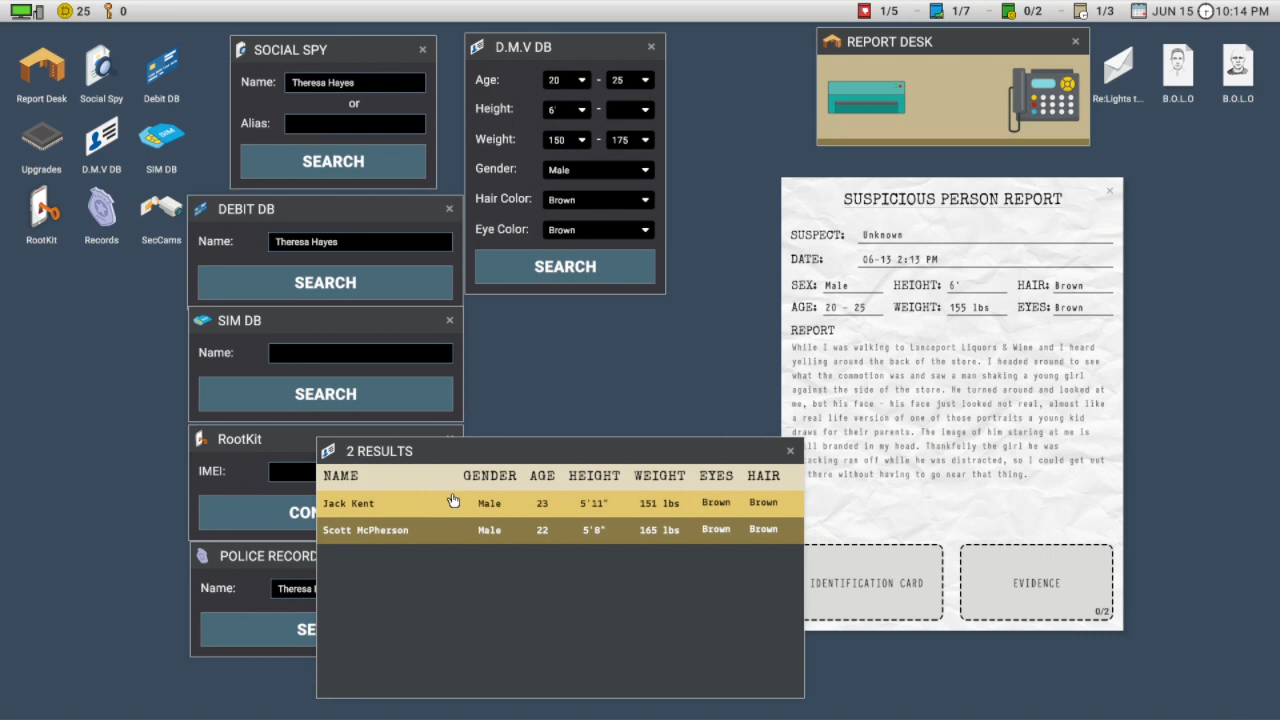 25
0
1/5
1/7
0/2
1/3
JUN 15
10:14 PM
Report Desk
Social Spy
Debit DB
Upgrades
D.M.V DB
SIM DB
RootKit
Records
SecCams
SOCIAL SPY
Name:
Theresa Hayes
or
Alias:
SEARCH
DEBIT DB
Name:
Theresa Hayes
SEARCH
SIM DB
Name:
SEARCH
RootKit
IMEI:
CO
POLICE RECORD
Name:
Theresa
SE
D.M.V DB
Age:
20 - 25
Height:
6' -
Weight:
150 - 175
Gender:
Male
Hair Color:
Brown
Eye Color:
Brown
SEARCH
2 RESULTS
NAME GENDER AGE HEIGHT WEIGHT EYES HAIR
Jack Kent Male 23 5'11" 151 lbs Brown Brown
Scott McPherson Male 22 5'8" 165 lbs Brown Brown
REPORT DESK
Re:Lights t...
B.O.L.O
B.O.L.O
SUSPICIOUS PERSON REPORT
SUSPECT: Unknown
DATE: 06-13 2:13 PM
SEX: Male HEIGHT: 6' HAIR: Brown
AGE: 20 - 25 WEIGHT: 155 lbs EYES: Brown
REPORT
While I was walking to Lanceport Liquors & Wine and I heard
yelling around the back of the store. I headed around to see
what the commotion was and saw a man shaking a young girl
against the side of the store. He turned around and looked at
me, but his face - his face just looked not real, almost like
a real life version of one of those portraits a young kid
draws for their parents. The image of him staring at me is
ll branded in my head. Thankfully the girl he was
tacking ran off while he was distracted, so I could get out
there without having to go near that thing.
IDENTIFICATION CARD
EVIDENCE
0/2